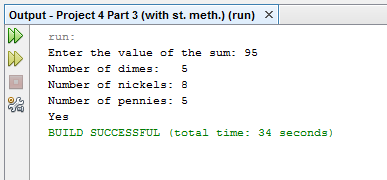 Output - Project 4 Part 3 (with st. meth.) (run) ×
run:
Enter the value of the sum: 95
Number of dimes:   5
Number of nickels: 8
Number of pennies: 5
Yes
BUILD SUCCESSFUL (total time: 34 seconds)